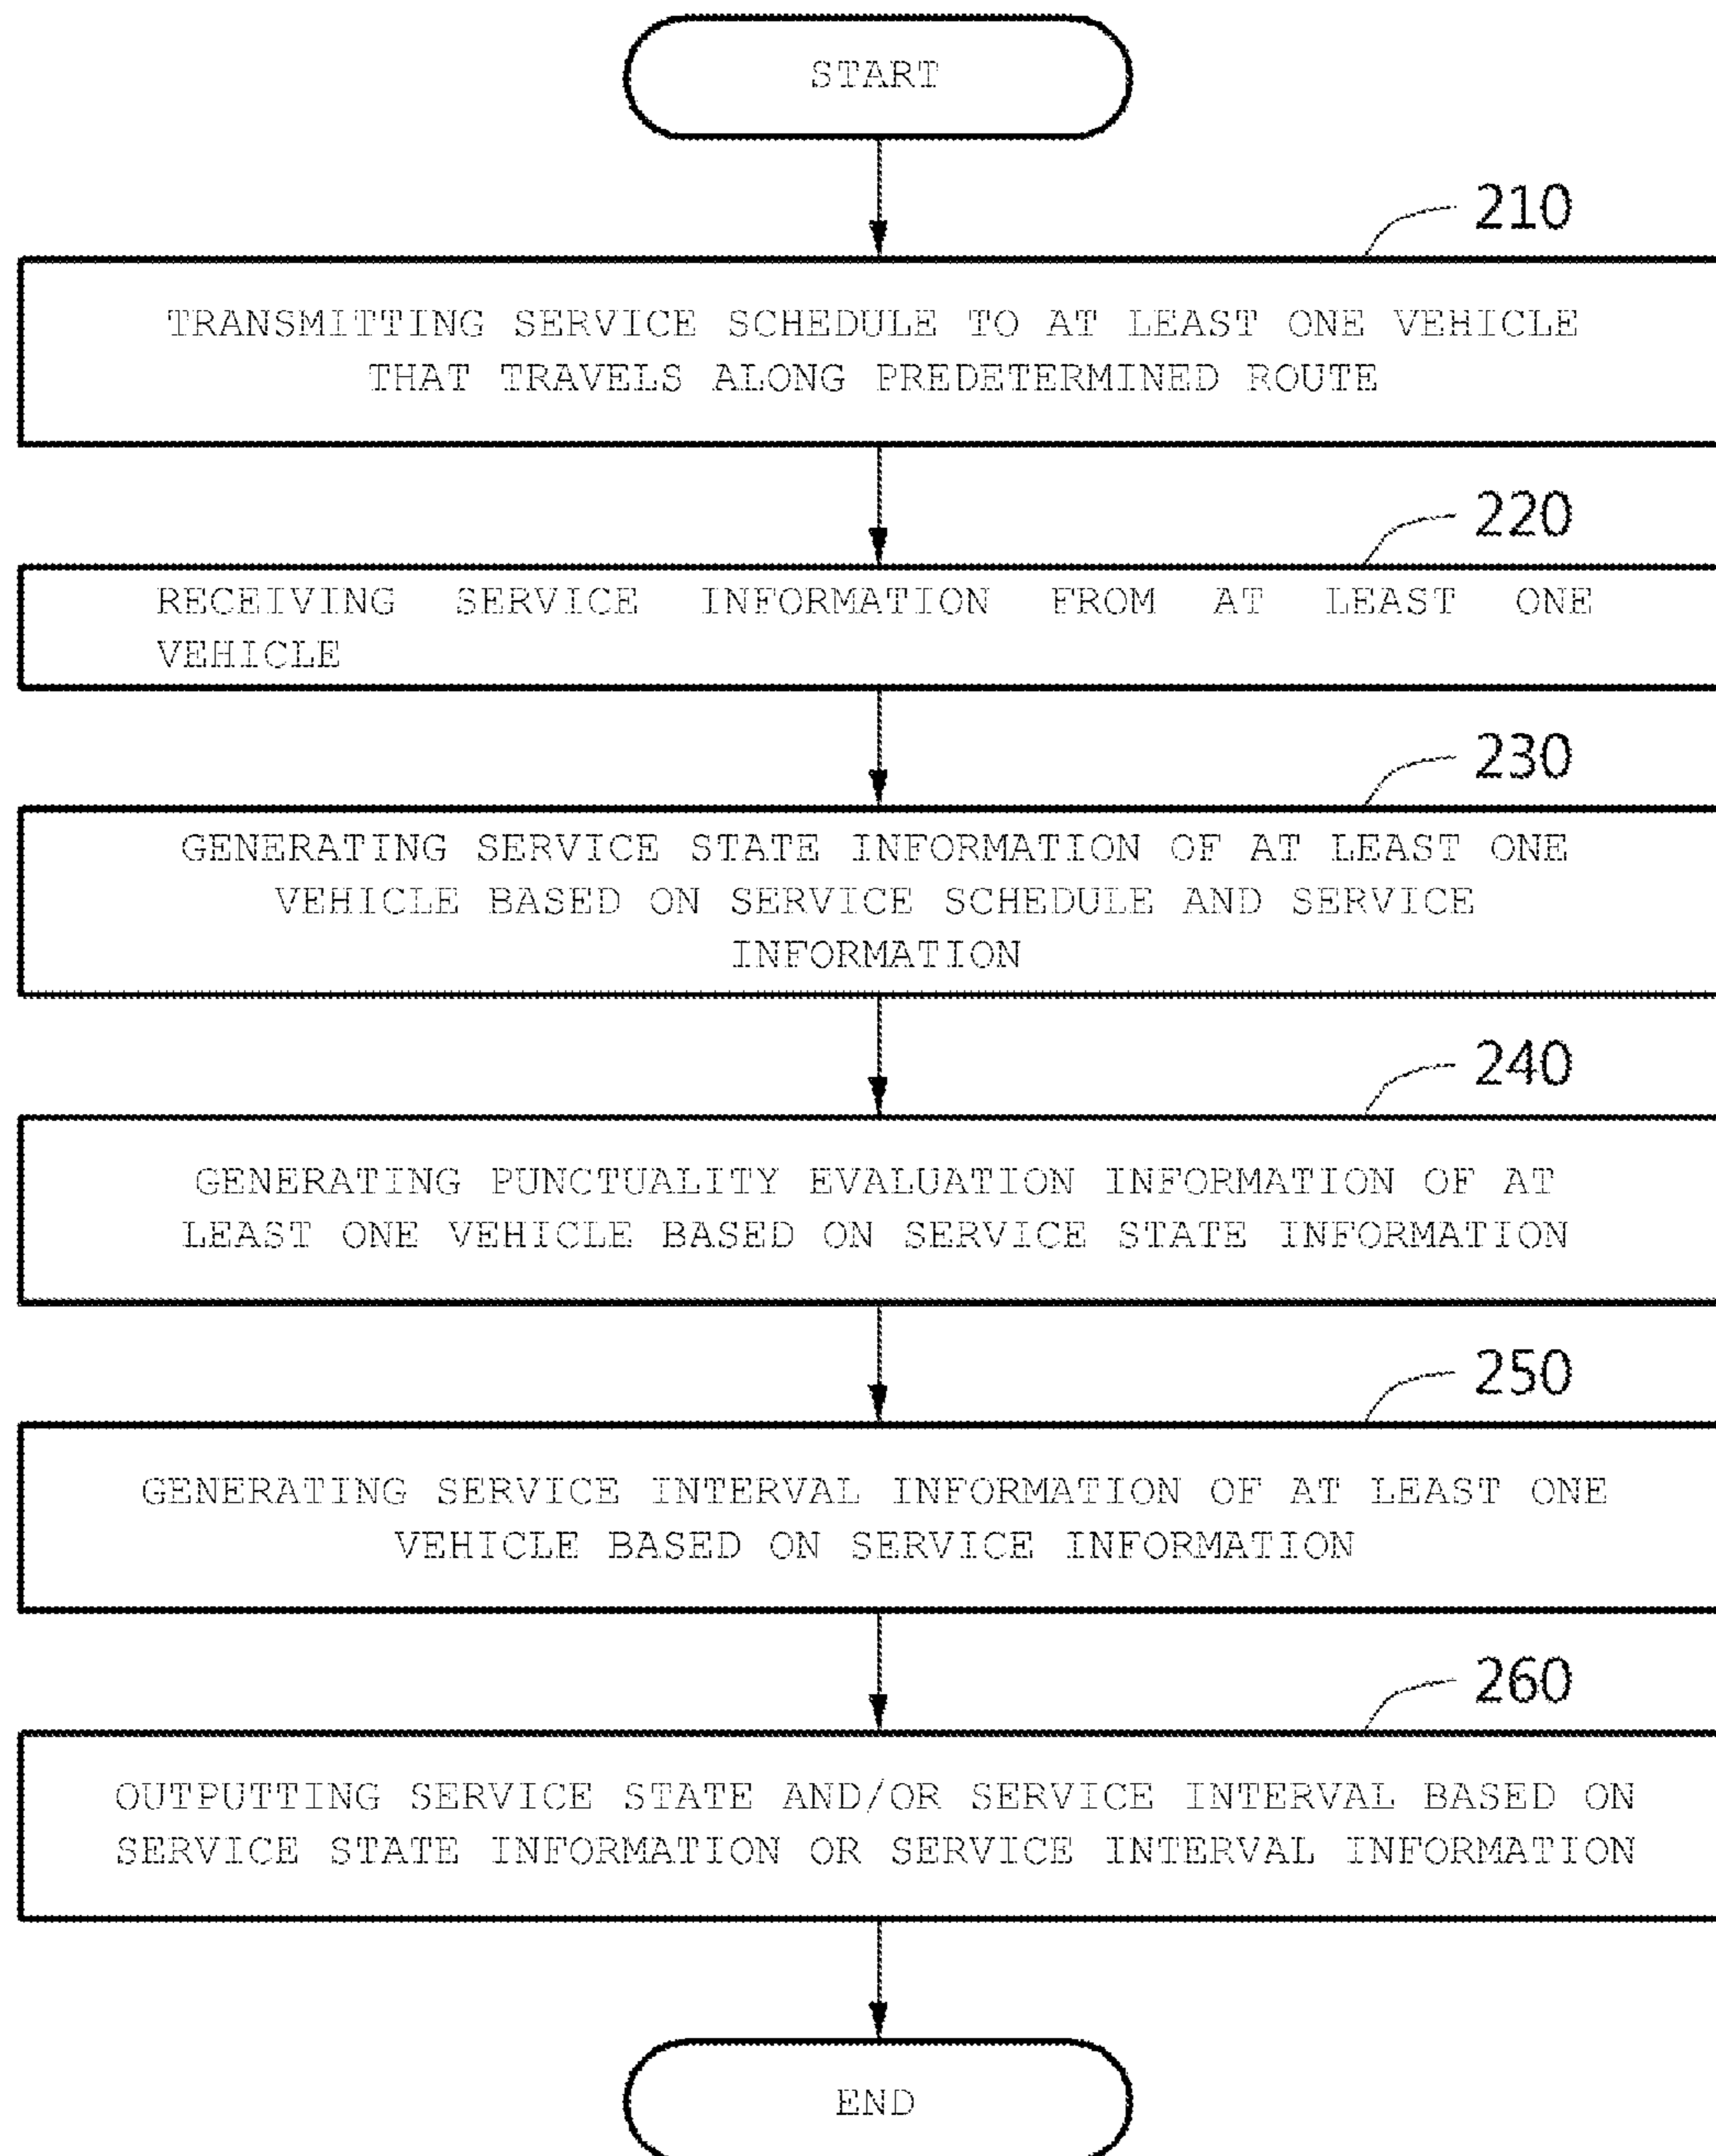 START
210
TRANSMITTING SERVICE SCHEDULE TO AT LEAST ONE VEHICLE
THAT TRAVELS ALONG PREDETERMINED ROUTE
220
RECEIVING SERVICE INFORMATION FROM AT LEAST ONE
VEHICLE
230
GENERATING SERVICE STATE INFORMATION OF AT LEAST ONE
VEHICLE BASED ON SERVICE SCHEDULE AND SERVICE
INFORMATION
240
GENERATING PUNCTUALITY EVALUATION INFORMATION OF AT
LEAST ONE VEHICLE BASED ON SERVICE STATE INFORMATION
250
GENERATING SERVICE INTERVAL INFORMATION OF AT LEAST ONE
VEHICLE BASED ON SERVICE INFORMATION
260
OUTPUTTING SERVICE STATE AND/OR SERVICE INTERVAL BASED ON
SERVICE STATE INFORMATION OR SERVICE INTERVAL INFORMATION
END